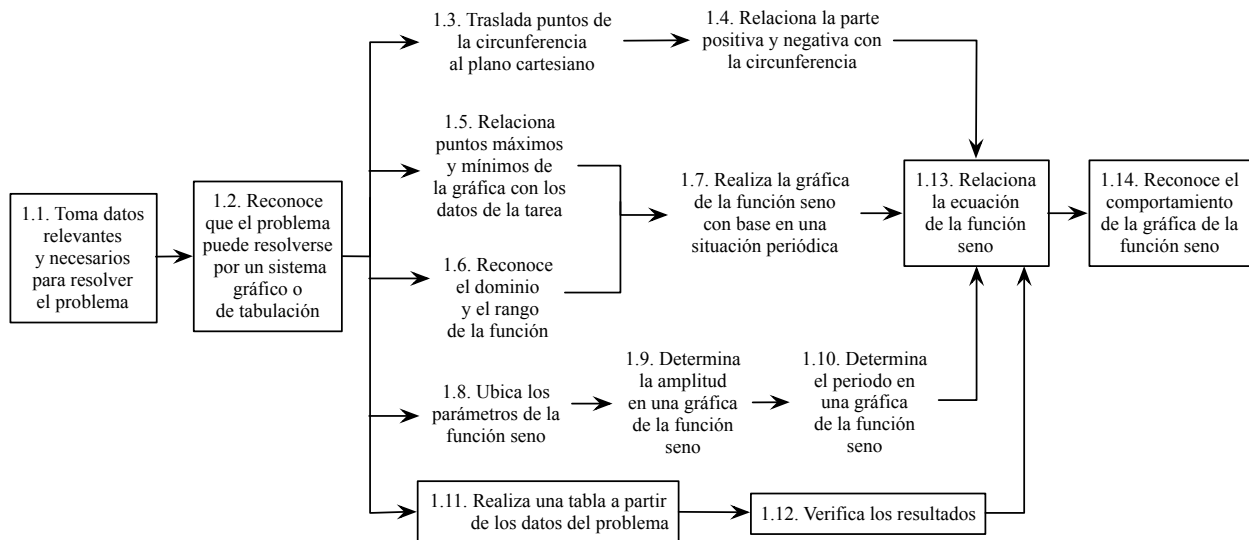 1.1. Toma datos
relevantes
y necesarios
para resolver
el problema
1.2. Reconoce
que el problema
puede resolverse
por un sistema
gráfico o
de tabulación
1.3. Traslada puntos de
la circunferencia
al plano cartesiano
1.4. Relaciona la parte
positiva y negativa con
la circunferencia
1.5. Relaciona
puntos máximos
y mínimos de
la gráfica con los
datos de la tarea
1.6. Reconoce
el dominio
y el rango
de la función
1.7. Realiza la gráfica
de la función seno
con base en una
situación periódica
1.8. Ubica los
parámetros de la
función seno
1.9. Determina
la amplitud
en una gráfica
de la función
seno
1.10. Determina
el periodo en
una gráfica
de la función
seno
1.11. Realiza una tabla a partir
de los datos del problema
1.12. Verifica los resultados
1.13. Relaciona
la ecuación
de la función
seno
1.14. Reconoce el
comportamiento
de la gráfica de la
función seno